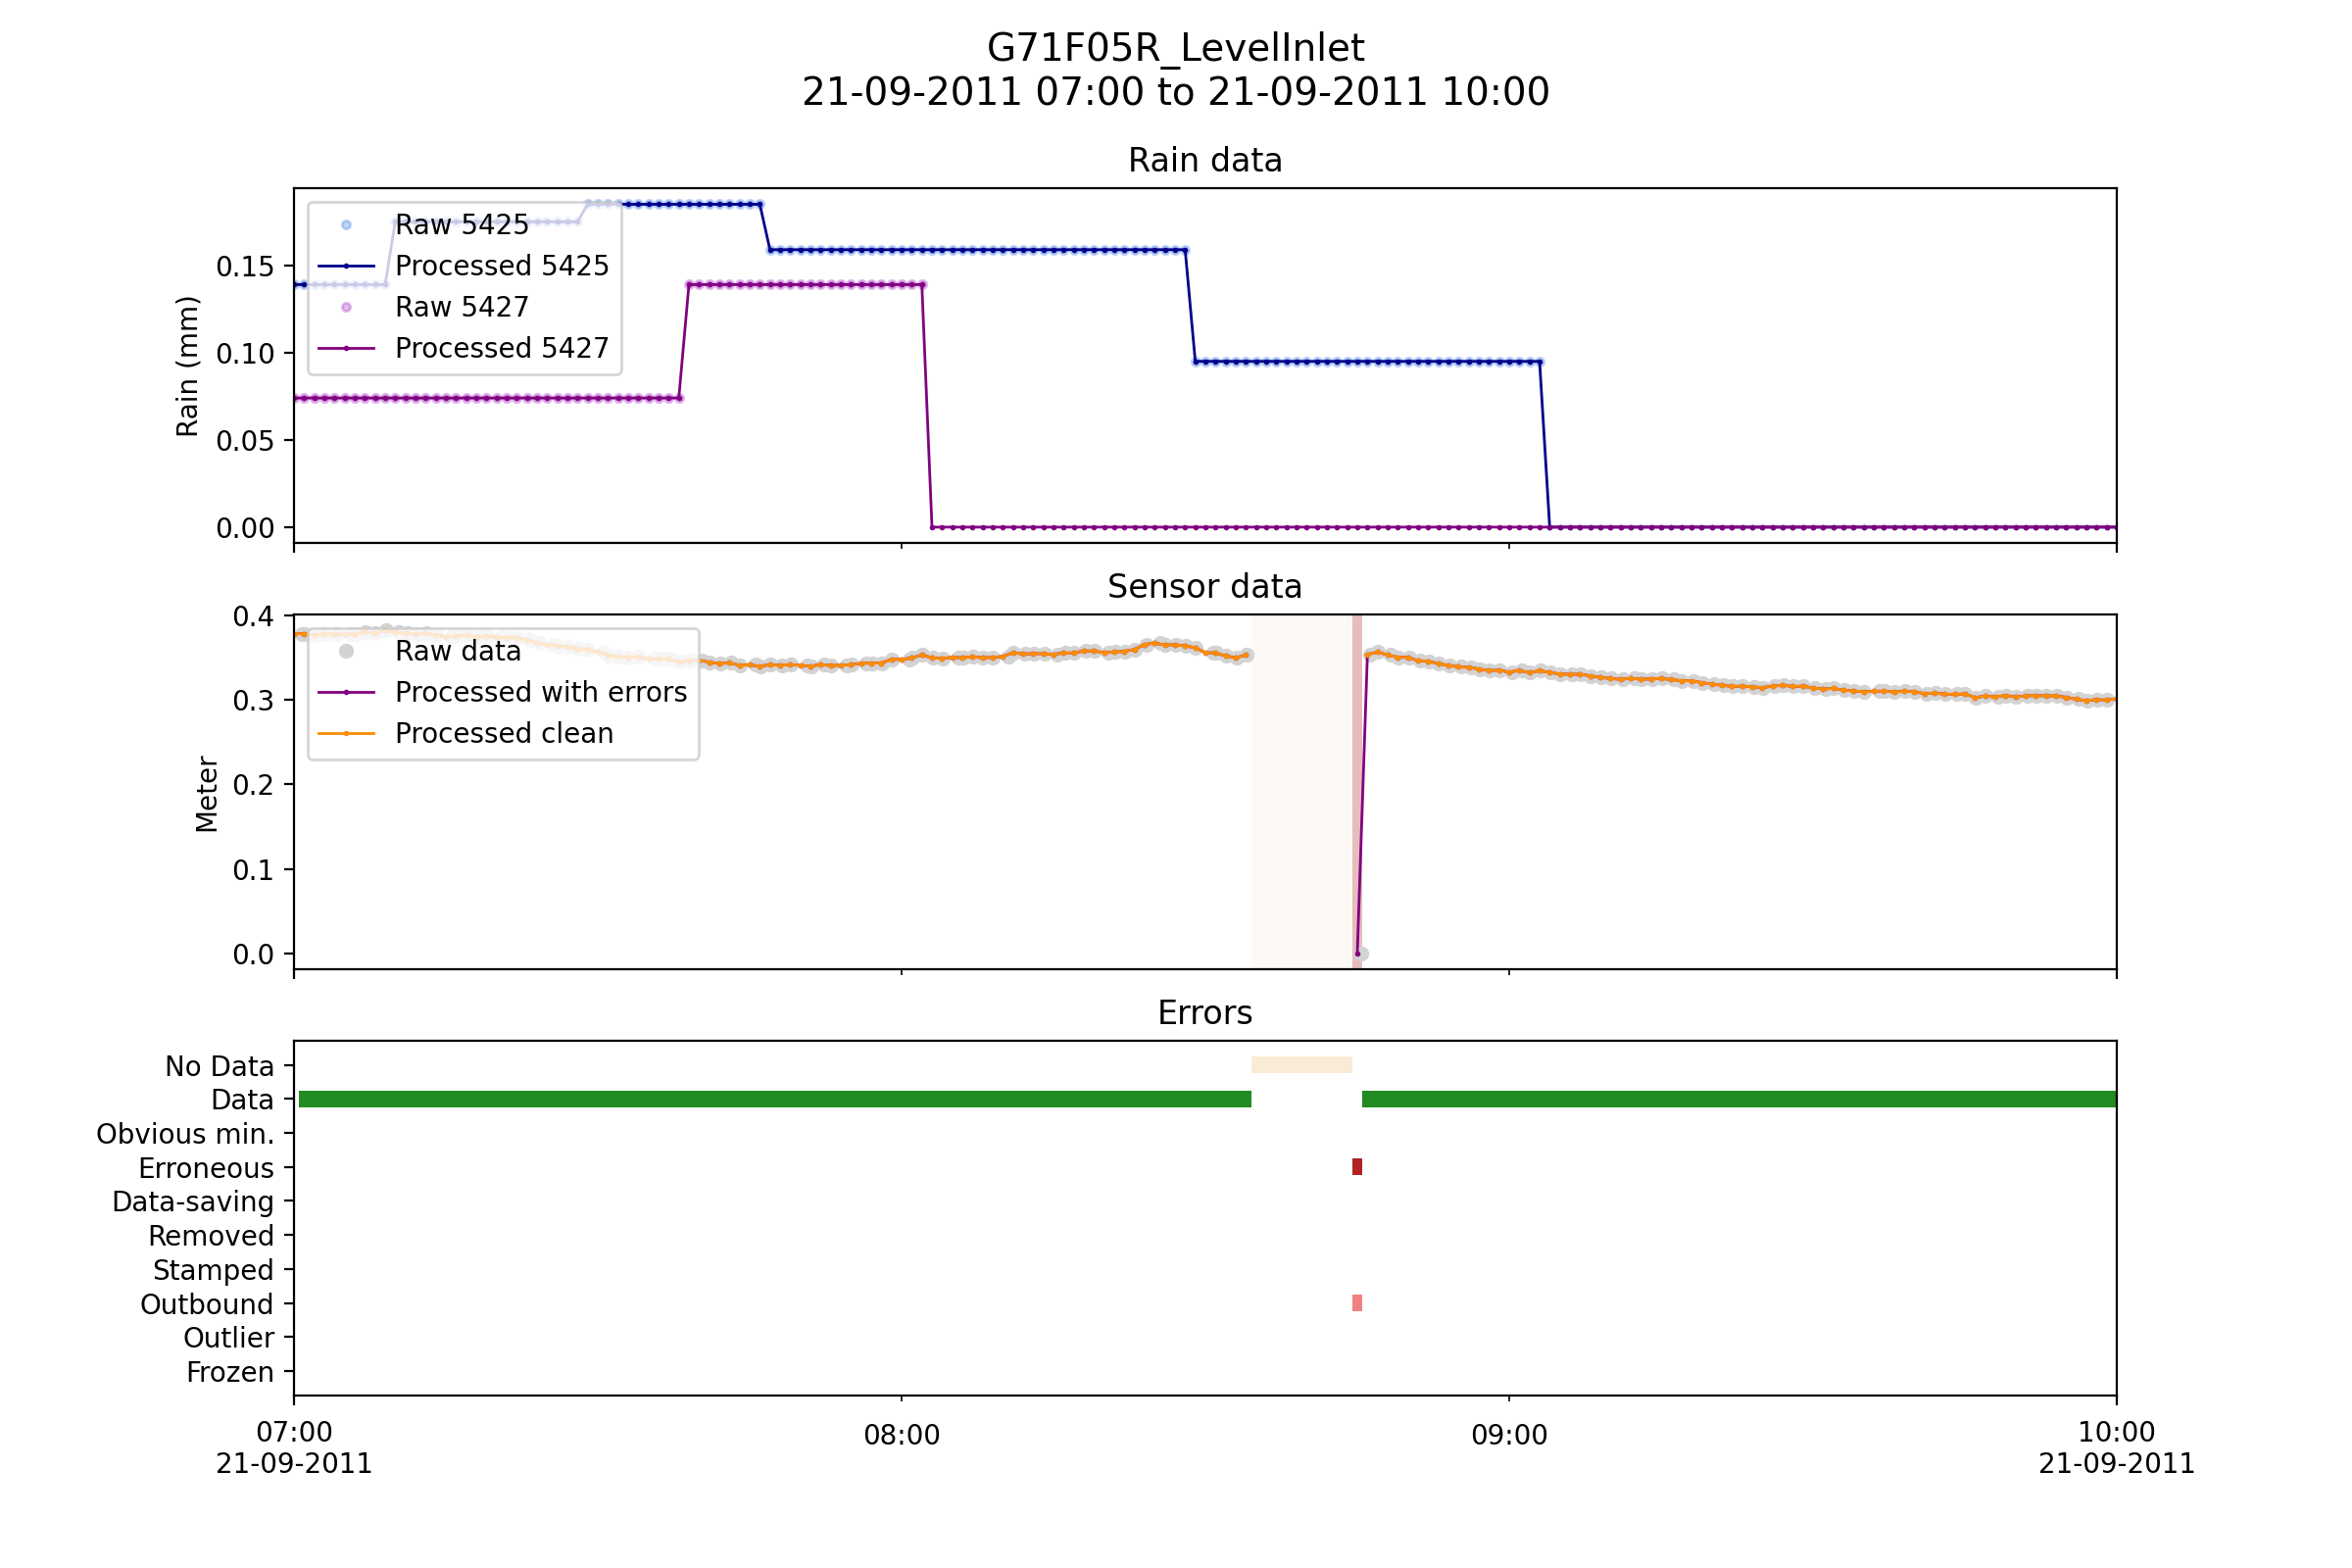 G71F05R_LevelInlet
21-09-2011 07:00 to 21-09-2011 10:00
Rain data
Rain (mm)
0.15
0.10
0.05
0.00
Raw 5425
Processed 5425
Raw 5427
Processed 5427
Sensor data
Meter
0.4
0.3
0.2
0.1
0.0
Raw data
Processed with errors
Processed clean
Errors
No Data
Data
Obvious min.
Erroneous
Data-saving
Removed
Stamped
Outbound
Outlier
Frozen
07:00
21-09-2011
08:00
09:00
10:00
21-09-2011